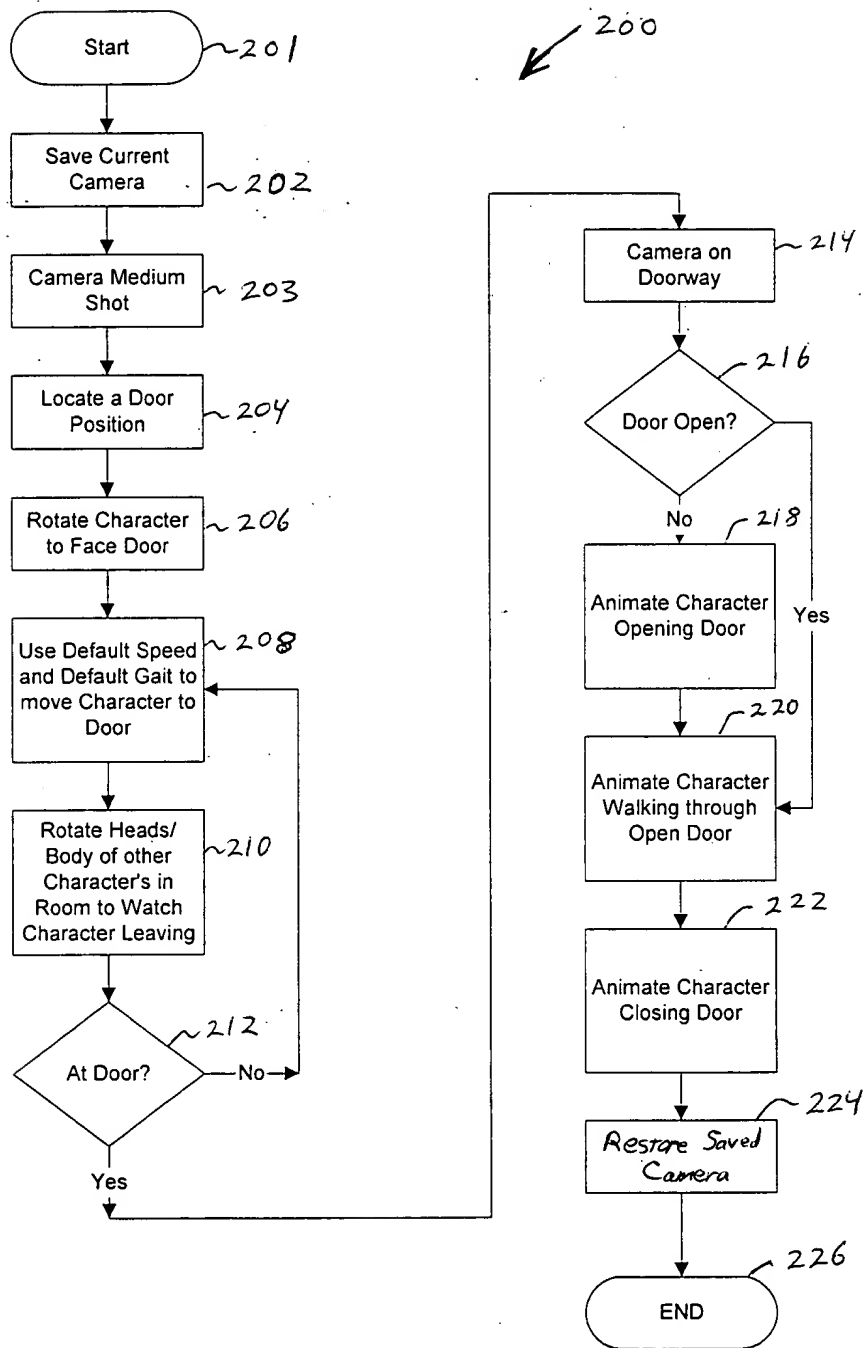 200
Start
201
Save Current
Camera
202
Camera Medium
Shot
203
Locate a Door
Position
204
Rotate Character
to Face Door
206
Use Default Speed
and Default Gait to
move Character to
Door
208
Rotate Heads/
Body of other
Character's in
Room to Watch
Character Leaving
210
At Door?
212
No
Yes
Camera on
Doorway
214
Door Open?
216
No
Yes
Animate Character
Opening Door
218
Animate Character
Walking through
Open Door
220
Animate Character
Closing Door
222
Restore Saved
Camera
224
END
226